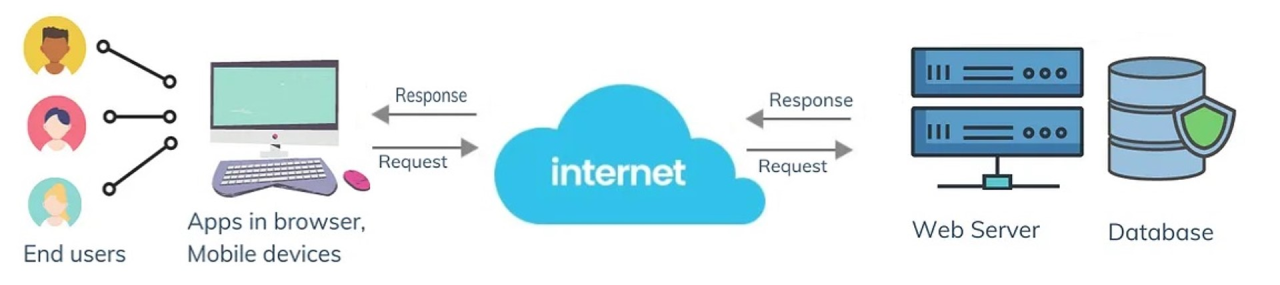 End users
Apps in browser,
Mobile devices
Response
Request
internet
Response
Request
Web Server
Database